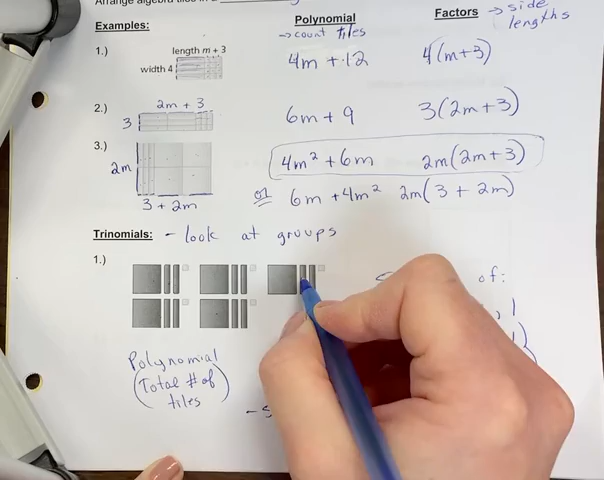 Arrange algebra tiles in a
Examples: Polynomial Factors → side lengths
→ count tiles
1.) length m + 3
width 4
4m + 12 4(m+3)
2.) 2m + 3
3
6m + 9 3(2m+3)
3.) 2m
3 + 2m
4m² + 6m 2m(2m+3)
or 6m + 4m² 2m(3 + 2m)
Trinomials: - look at groups
1.)
of:
, 1
Polynomial
(Total # of
tiles)